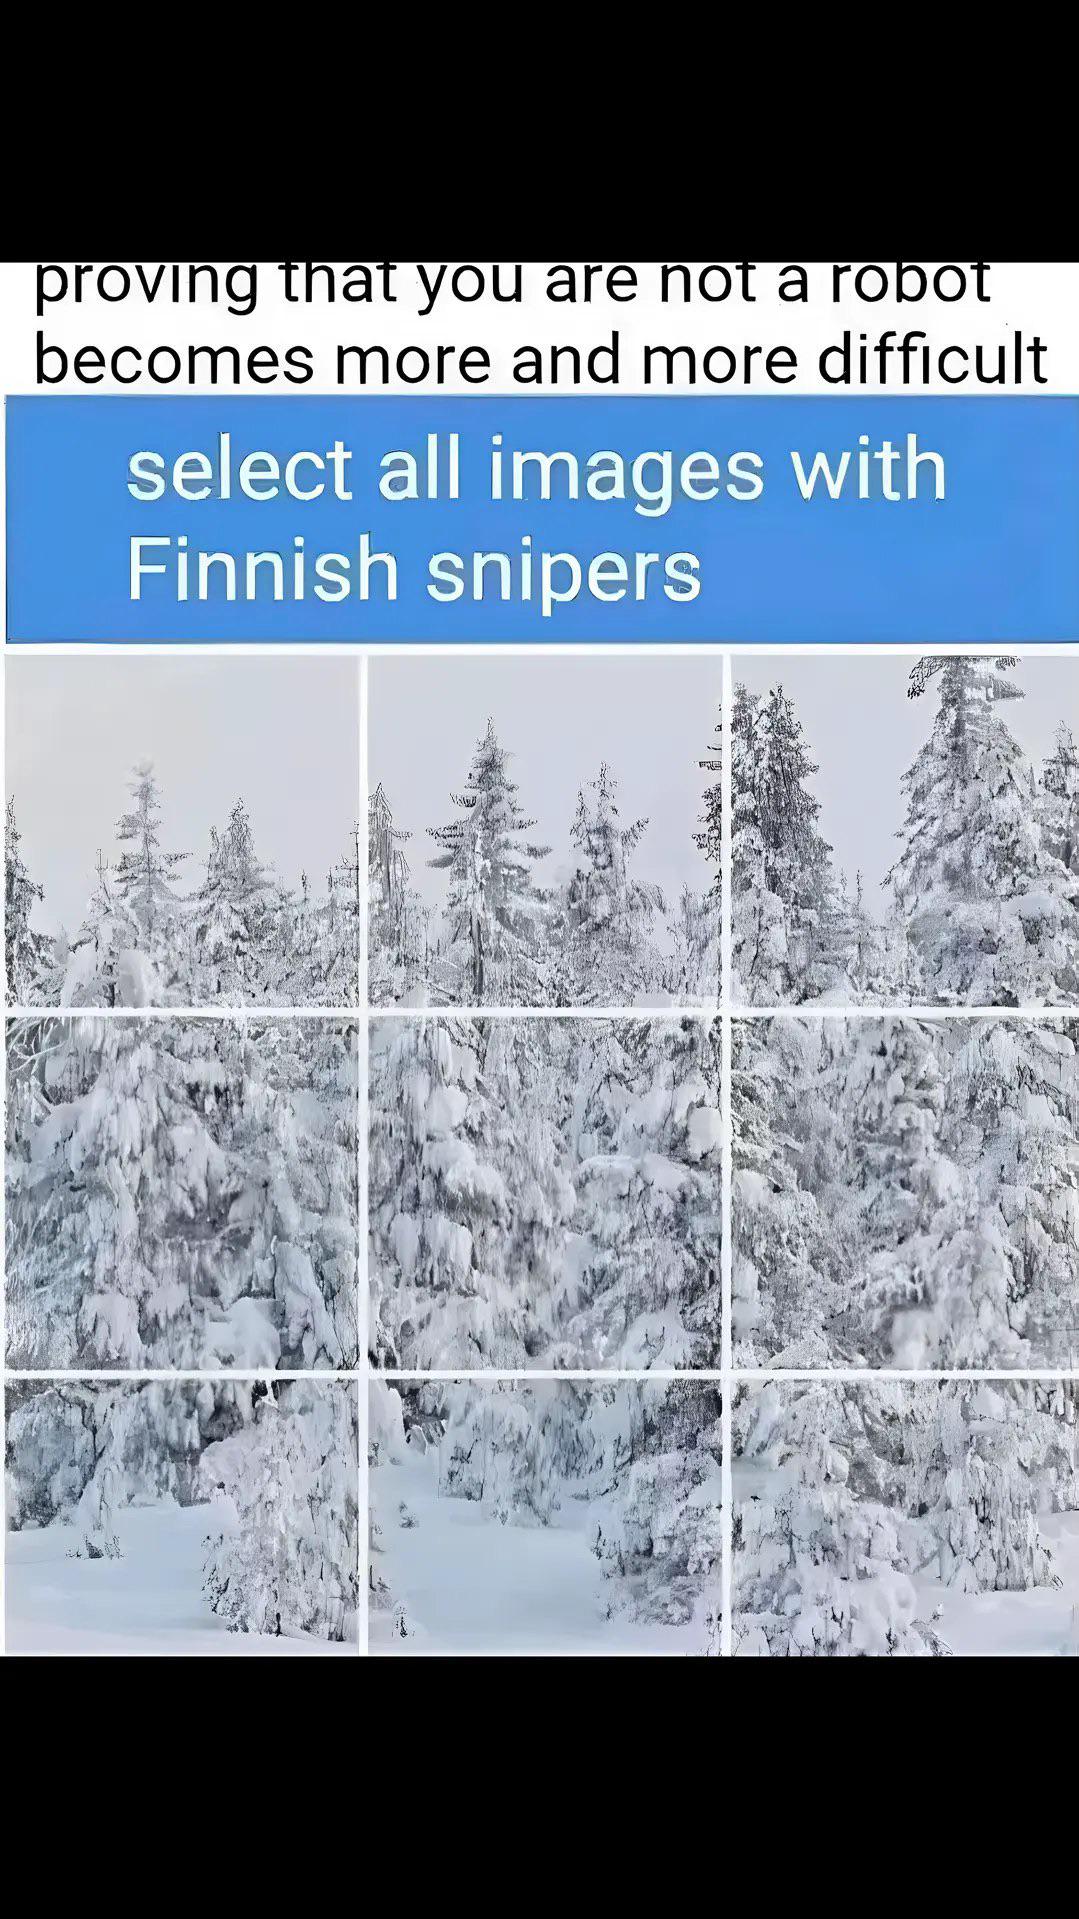 proving that you are not a robot
becomes more and more difficult
select all images with
Finnish snipers